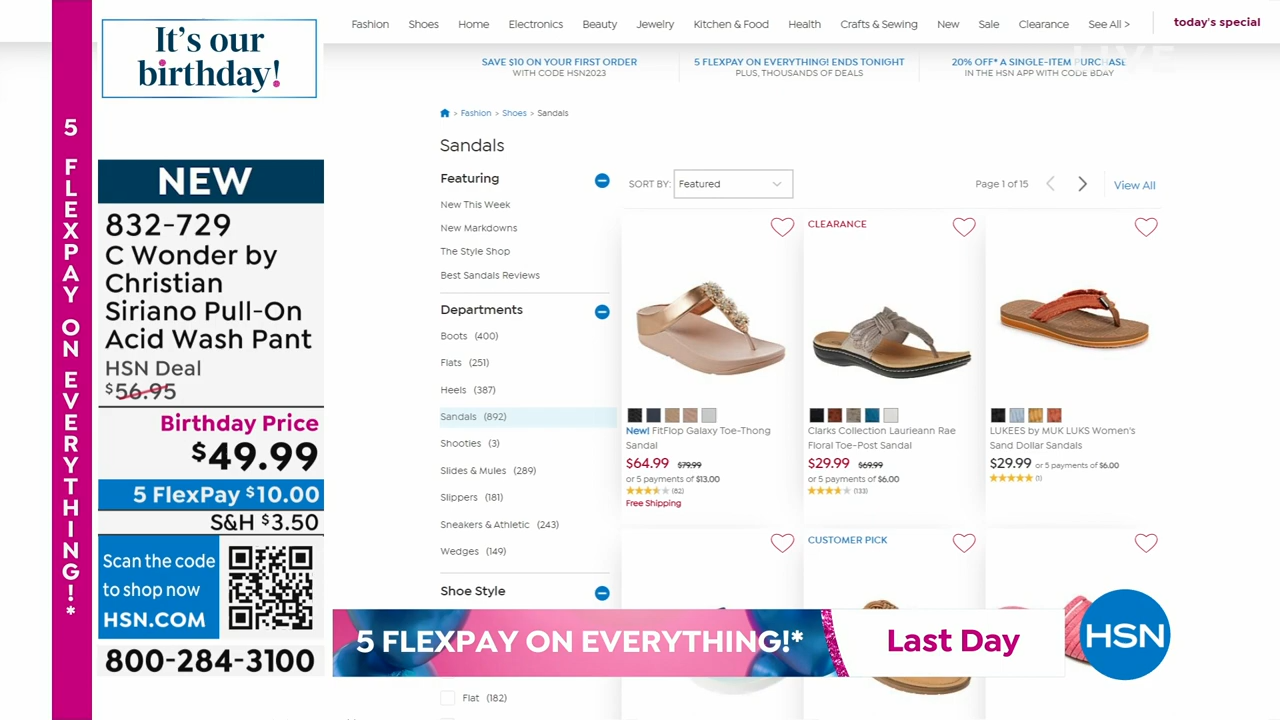 It's our
birthday!
5 FLEXPAY ON EVERYTHING!*
NEW
832-729
C Wonder by
Christian
Siriano Pull-On
Acid Wash Pant
HSN Deal
$56.95
Birthday Price
$49.99
5 FlexPay $10.00
S&H $3.50
Scan the code
to shop now
HSN.COM
800-284-3100
Fashion Shoes Home Electronics Beauty Jewelry Kitchen & Food Health Crafts & Sewing New Sale Clearance See All > today's special
LIVE
SAVE $10 ON YOUR FIRST ORDER
WITH CODE HSN2023
5 FLEXPAY ON EVERYTHING! ENDS TONIGHT
PLUS, THOUSANDS OF DEALS
20% OFF* A SINGLE-ITEM PURCHASE
IN THE HSN APP WITH CODE BDAY
> Fashion > Shoes > Sandals
Sandals
Featuring
New This Week
New Markdowns
The Style Shop
Best Sandals Reviews
Departments
Boots (400)
Flats (251)
Heels (387)
Sandals (892)
Shooties (3)
Slides & Mules (289)
Slippers (181)
Sneakers & Athletic (243)
Wedges (149)
Shoe Style
Flat (182)
SORT BY: Featured
Page 1 of 15
View All
New! FitFlop Galaxy Toe-Thong
Sandal
$64.99 $79.99
or 5 payments of $13.00
(82)
Free Shipping
CLEARANCE
Clarks Collection Laurieann Rae
Floral Toe-Post Sandal
$29.99 $69.99
or 5 payments of $6.00
(133)
LUKEES by MUK LUKS Women's
Sand Dollar Sandals
$29.99 or 5 payments of $6.00
(1)
CUSTOMER PICK
5 FLEXPAY ON EVERYTHING!*
Last Day
HSN